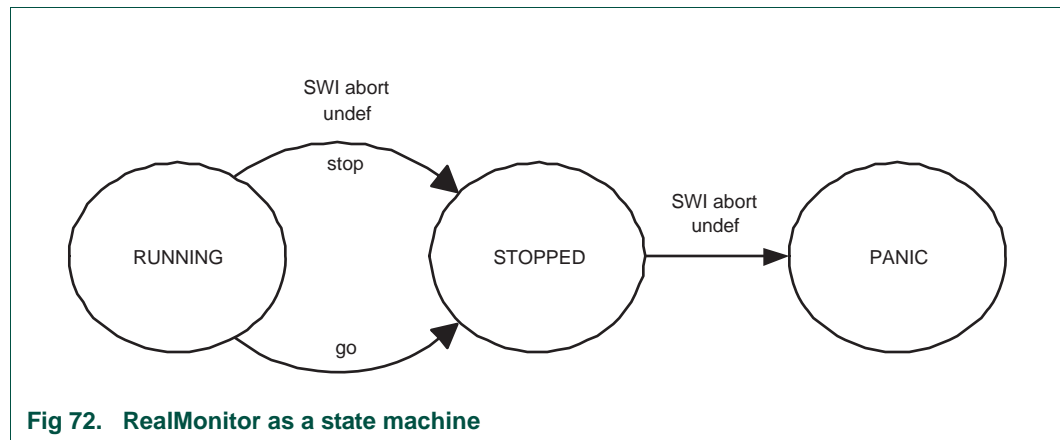 SWI abort
undef
stop
SWI abort
undef
RUNNING
STOPPED
PANIC
go
Fig 72. RealMonitor as a state machine